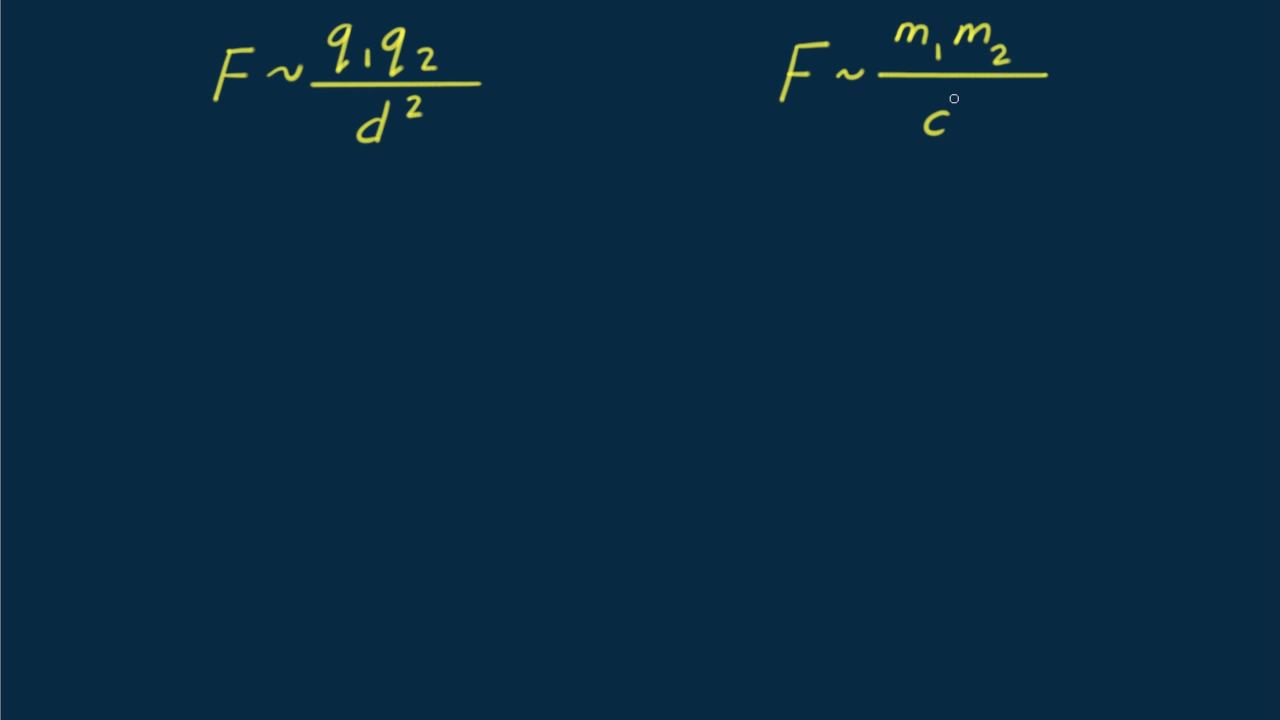 F ~ q₁q₂ / d²
F ~ m₁m₂ / c